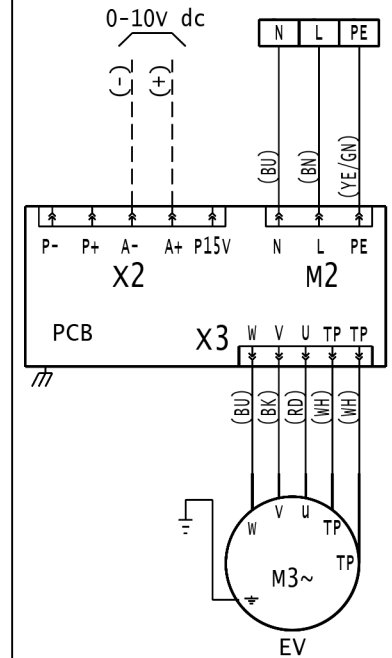 0-10v dc
N L PE
(-) (+)
(BU) (BN) (YE/GN)
P- P+ A- A+ P15V N L PE
X2 M2
PCB X3 W V U TP TP
(BU) (BK) (RD) (WH) (WH)
W V u TP
TP
M3~
EV